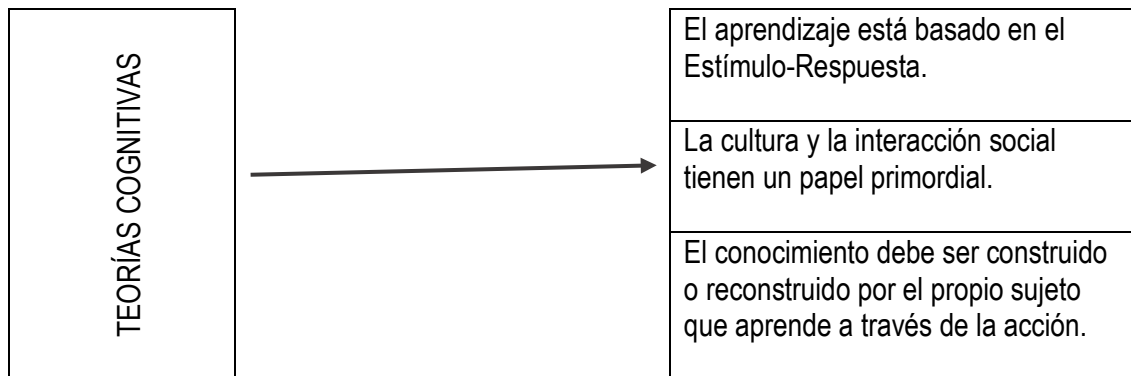 TEORÍAS COGNITIVAS
El aprendizaje está basado en el
Estímulo-Respuesta.
La cultura y la interacción social
tienen un papel primordial.
El conocimiento debe ser construido
o reconstruido por el propio sujeto
que aprende a través de la acción.